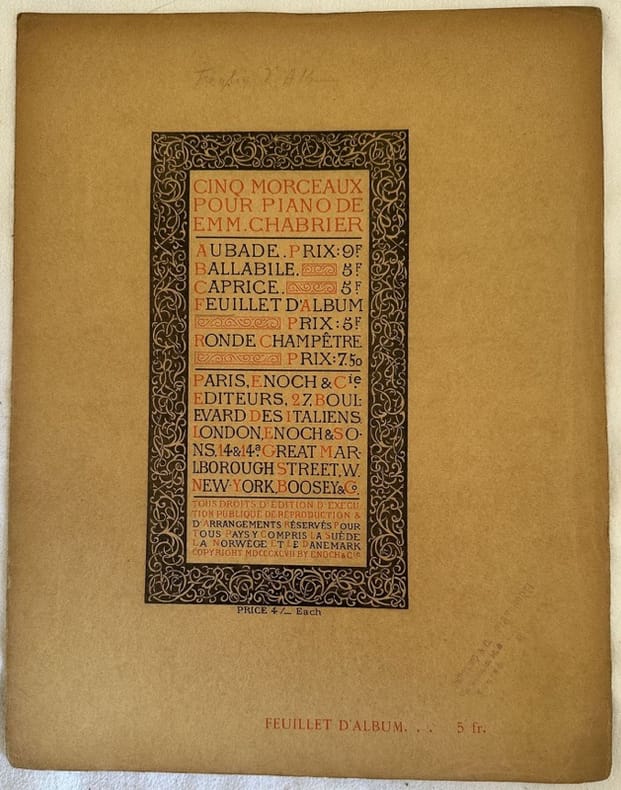 CINQ MORCEAUX
POUR PIANO DE
EMM. CHABRIER
AUBADE. PRIX: 9F
BALLABILE. 5F
CAPRICE. 5F
FEUILLET D'ALBUM
PRIX: 5F
RONDE CHAMPÊTRE
PRIX: 7.50
PARIS, ENOCH & Cie
EDITEURS, 27, BOUL-
EVARD DES ITALIENS.
LONDON, ENOCH & SO-
NS, 14 & 14a GREAT MAR-
LBOROUGH STREET, W.
NEW-YORK, BOOSEY & Co.
TOUS DROITS D'EDITION D'EXECU
TION PUBLIQUE DE REPRODUCTION &
D'ARRANGEMENTS RÉSERVÉS POUR
TOUS PAYS Y COMPRIS LA SUÈDE
LA NORWÈGE ET LE DANEMARK
COPYRIGHT MDCCCXCVII BY ENOCH & Cie
PRICE 4/_ Each
FEUILLET D'ALBUM. . . 5 fr.